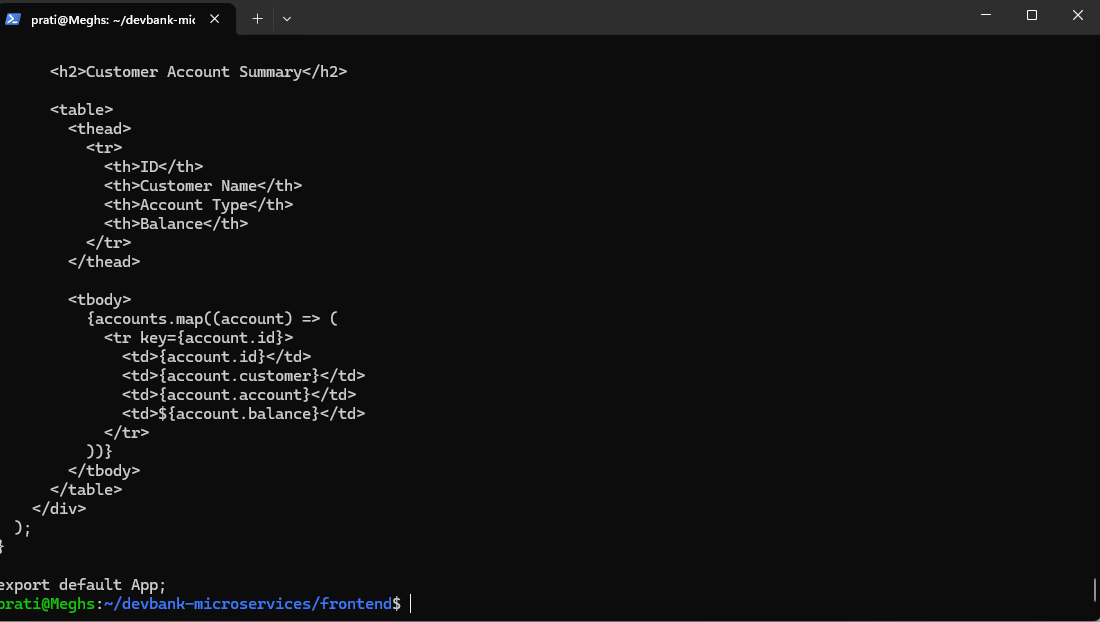 prati@Meghs: ~/devbank-mic
<h2>Customer Account Summary</h2>
<table>
<thead>
<tr>
<th>ID</th>
<th>Customer Name</th>
<th>Account Type</th>
<th>Balance</th>
</tr>
</thead>
<tbody>
{accounts.map((account) => (
<tr key={account.id}>
<td>{account.id}</td>
<td>{account.customer}</td>
<td>{account.account}</td>
<td>${account.balance}</td>
</tr>
))}
</tbody>
</table>
</div>
);
}
export default App;
prati@Meghs:~/devbank-microservices/frontend$